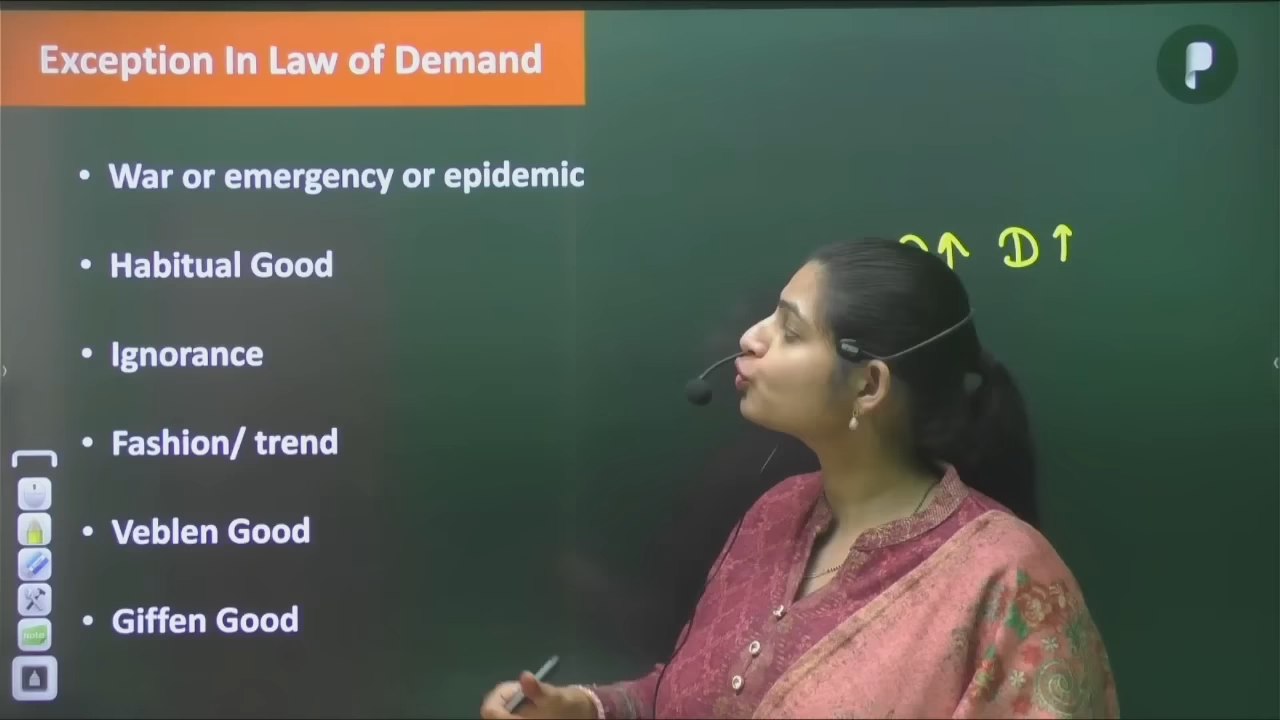 Exception In Law of Demand
• War or emergency or epidemic
• Habitual Good
• Ignorance
• Fashion/ trend
• Veblen Good
• Giffen Good
↑ D ↑